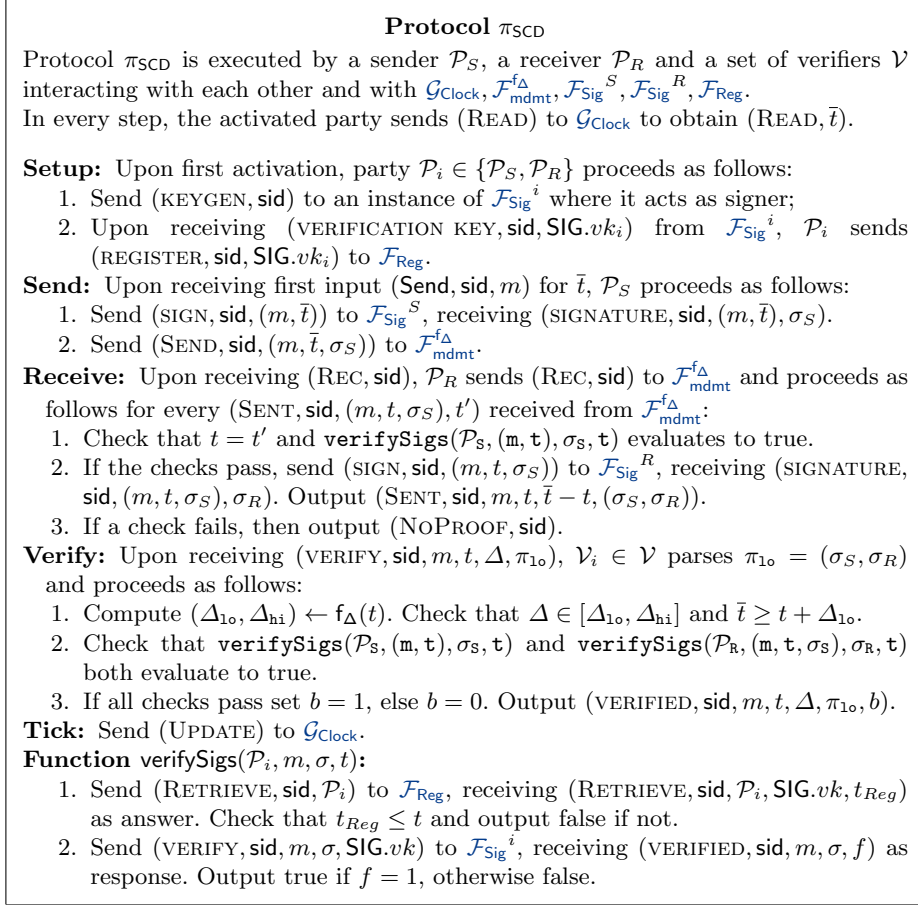 Protocol π_SCD
Protocol π_SCD is executed by a sender 𝒫_S, a receiver 𝒫_R and a set of verifiers 𝒱
interacting with each other and with 𝒢_Clock, ℱ_mdmt^{f_Δ}, ℱ_Sig^S, ℱ_Sig^R, ℱ_Reg.
In every step, the activated party sends (READ) to 𝒢_Clock to obtain (READ, t̄).
Setup: Upon first activation, party 𝒫_i ∈ {𝒫_S, 𝒫_R} proceeds as follows:
1. Send (KEYGEN, sid) to an instance of ℱ_Sig^i where it acts as signer;
2. Upon receiving (VERIFICATION KEY, sid, SIG.vk_i) from ℱ_Sig^i, 𝒫_i sends
(REGISTER, sid, SIG.vk_i) to ℱ_Reg.
Send: Upon receiving first input (Send, sid, m) for t̄, 𝒫_S proceeds as follows:
1. Send (SIGN, sid, (m, t̄)) to ℱ_Sig^S, receiving (SIGNATURE, sid, (m, t̄), σ_S).
2. Send (SEND, sid, (m, t̄, σ_S)) to ℱ_mdmt^{f_Δ}.
Receive: Upon receiving (REC, sid), 𝒫_R sends (REC, sid) to ℱ_mdmt^{f_Δ} and proceeds as
follows for every (SENT, sid, (m, t, σ_S), t′) received from ℱ_mdmt^{f_Δ}:
1. Check that t = t′ and verifySigs(𝒫_S, (m, t), σ_S, t) evaluates to true.
2. If the checks pass, send (SIGN, sid, (m, t, σ_S)) to ℱ_Sig^R, receiving (SIGNATURE,
sid, (m, t, σ_S), σ_R). Output (SENT, sid, m, t, t̄ − t, (σ_S, σ_R)).
3. If a check fails, then output (NOPROOF, sid).
Verify: Upon receiving (VERIFY, sid, m, t, Δ, π_lo), 𝒱_i ∈ 𝒱 parses π_lo = (σ_S, σ_R)
and proceeds as follows:
1. Compute (Δ_lo, Δ_hi) ← f_Δ(t). Check that Δ ∈ [Δ_lo, Δ_hi] and t̄ ≥ t + Δ_lo.
2. Check that verifySigs(𝒫_S, (m, t), σ_S, t) and verifySigs(𝒫_R, (m, t, σ_S), σ_R, t)
both evaluate to true.
3. If all checks pass set b = 1, else b = 0. Output (VERIFIED, sid, m, t, Δ, π_lo, b).
Tick: Send (UPDATE) to 𝒢_Clock.
Function verifySigs(𝒫_i, m, σ, t):
1. Send (RETRIEVE, sid, 𝒫_i) to ℱ_Reg, receiving (RETRIEVE, sid, 𝒫_i, SIG.vk, t_Reg)
as answer. Check that t_Reg ≤ t and output false if not.
2. Send (VERIFY, sid, m, σ, SIG.vk) to ℱ_Sig^i, receiving (VERIFIED, sid, m, σ, f) as
response. Output true if f = 1, otherwise false.